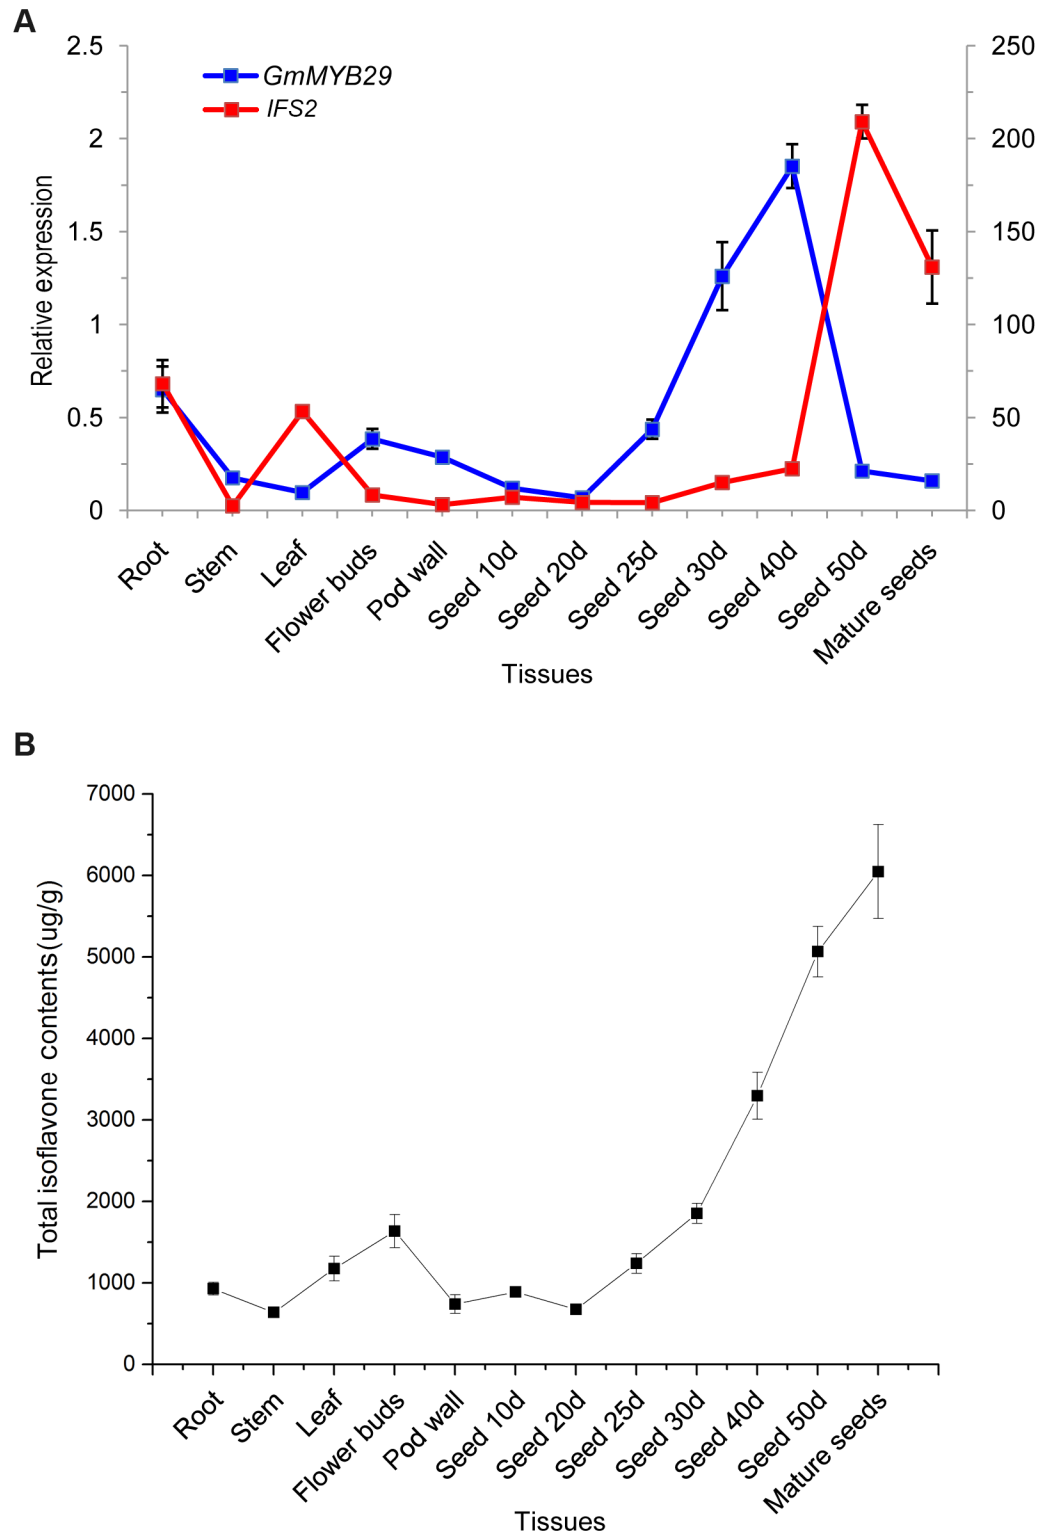 A
2.5
2
1.5
1
0.5
0
250
200
150
100
50
0
Relative expression
GmMYB29
IFS2
Root
Stem
Leaf
Flower buds
Pod wall
Seed 10d
Seed 20d
Seed 25d
Seed 30d
Seed 40d
Seed 50d
Mature seeds
Tissues
B
7000
6000
5000
4000
3000
2000
1000
0
Total isoflavone contents(ug/g)
Root
Stem
Leaf
Flower buds
Pod wall
Seed 10d
Seed 20d
Seed 25d
Seed 30d
Seed 40d
Seed 50d
Mature seeds
Tissues